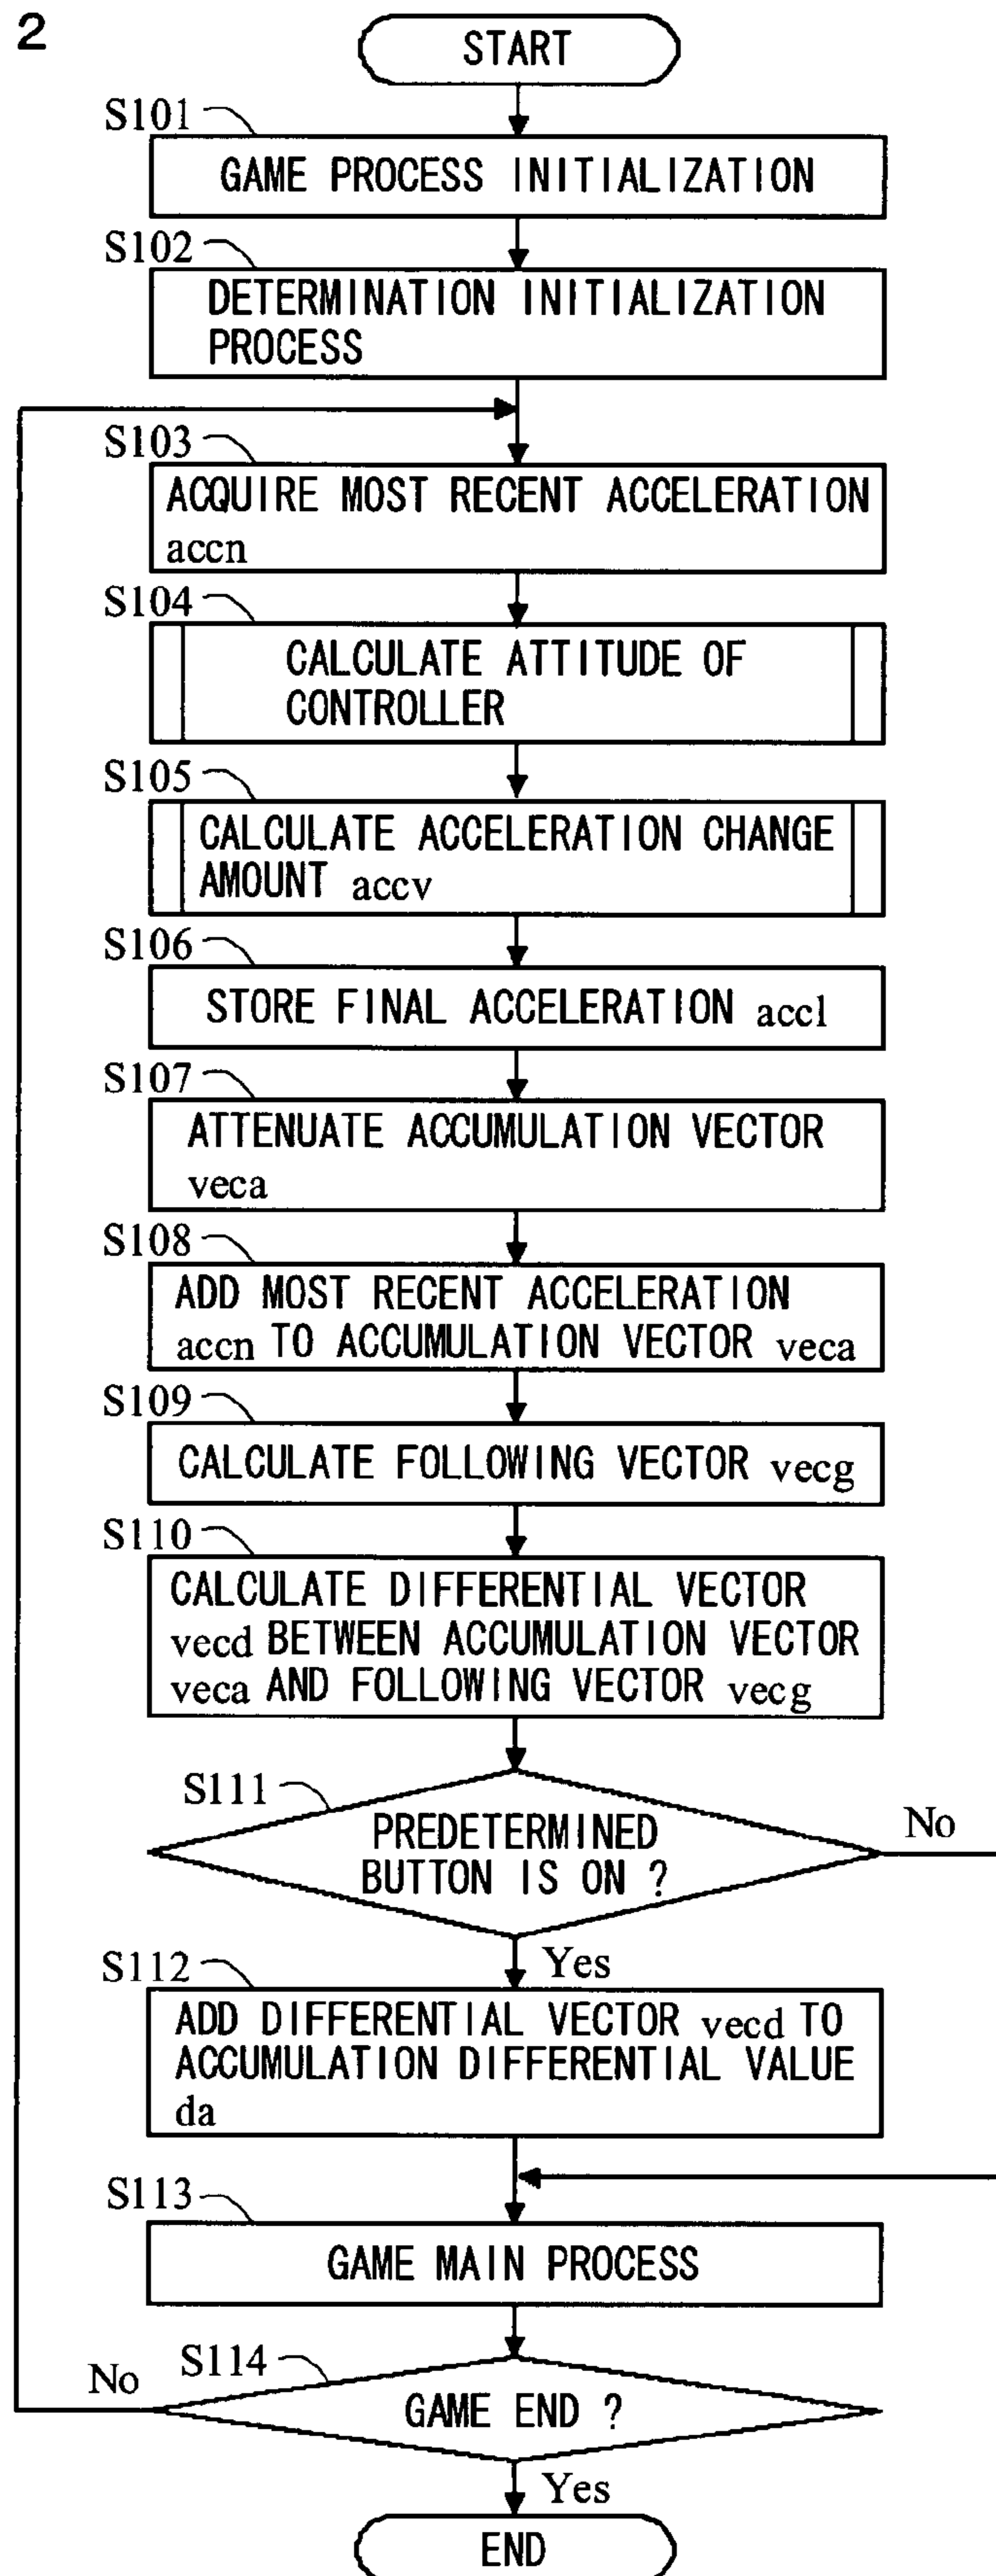 2
START
S101
GAME PROCESS INITIALIZATION
S102
DETERMINATION INITIALIZATION
PROCESS
S103
ACQUIRE MOST RECENT ACCELERATION
accn
S104
CALCULATE ATTITUDE OF
CONTROLLER
S105
CALCULATE ACCELERATION CHANGE
AMOUNT accv
S106
STORE FINAL ACCELERATION accl
S107
ATTENUATE ACCUMULATION VECTOR
veca
S108
ADD MOST RECENT ACCELERATION
accn TO ACCUMULATION VECTOR veca
S109
CALCULATE FOLLOWING VECTOR vecg
S110
CALCULATE DIFFERENTIAL VECTOR
vecd BETWEEN ACCUMULATION VECTOR
veca AND FOLLOWING VECTOR vecg
S111
PREDETERMINED
BUTTON IS ON ?
No
Yes
S112
ADD DIFFERENTIAL VECTOR vecd TO
ACCUMULATION DIFFERENTIAL VALUE
da
S113
GAME MAIN PROCESS
S114
No
GAME END ?
Yes
END